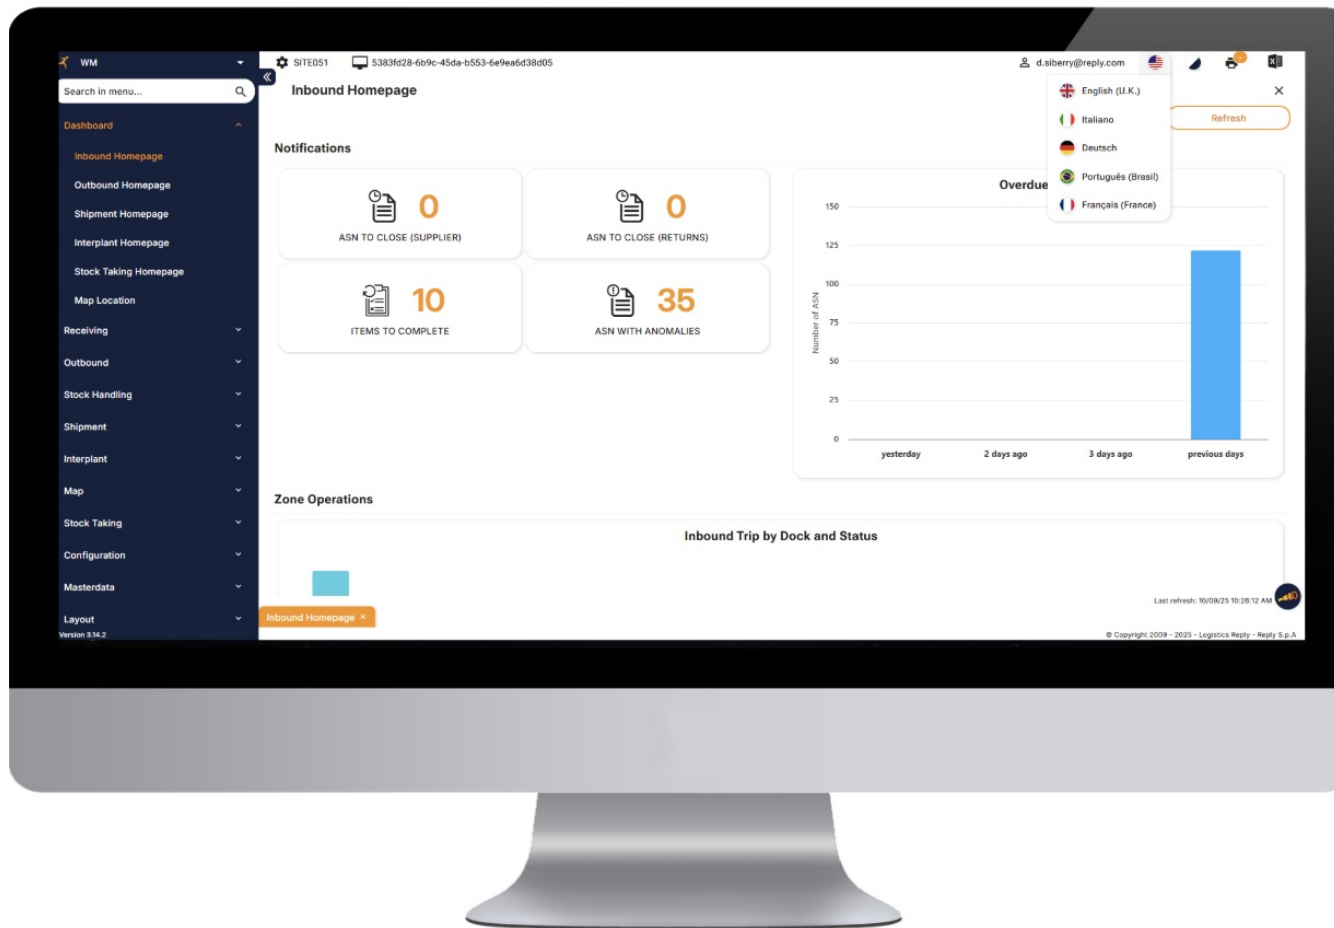 WM
SITE051
5383fd28-6b9c-45da-b553-6e9ea6d38d05
d.siberry@reply.com
Search in menu...
Dashboard
Inbound Homepage
Outbound Homepage
Shipment Homepage
Interplant Homepage
Stock Taking Homepage
Map Location
Receiving
Outbound
Stock Handling
Shipment
Interplant
Map
Stock Taking
Configuration
Masterdata
Layout
Version 3.14.2
Inbound Homepage
English (U.K.)
Italiano
Deutsch
Português (Brasil)
Français (France)
Refresh
Notifications
0
ASN TO CLOSE (SUPPLIER)
0
ASN TO CLOSE (RETURNS)
10
ITEMS TO COMPLETE
35
ASN WITH ANOMALIES
Overdue
Number of ASN
150
125
100
75
50
25
0
yesterday
2 days ago
3 days ago
previous days
Zone Operations
Inbound Trip by Dock and Status
Last refresh: 10/09/25 10:26:12 AM
Inbound Homepage ×
© Copyright 2009 - 2025 - Logistics Reply - Reply S.p.A